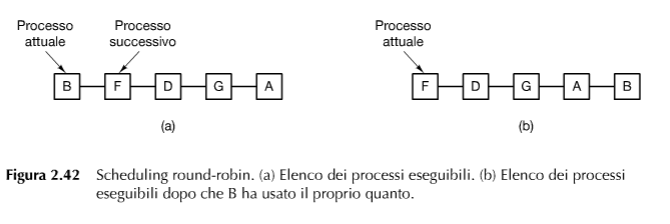 Processo attuale
Processo successivo
B F D G A
(a)
Processo attuale
F D G A B
(b)
Figura 2.42 Scheduling round-robin. (a) Elenco dei processi eseguibili. (b) Elenco dei processi
eseguibili dopo che B ha usato il proprio quanto.